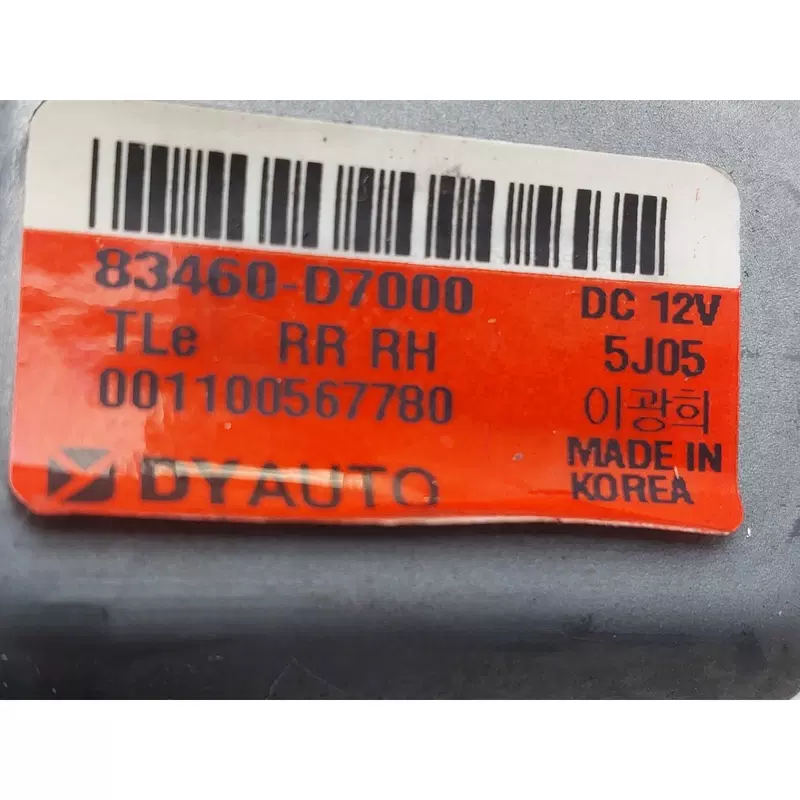 83460-D7000
DC 12V
TLe RR RH
5J05
001100567780
이광희
MADE IN
KOREA
DYAUTO